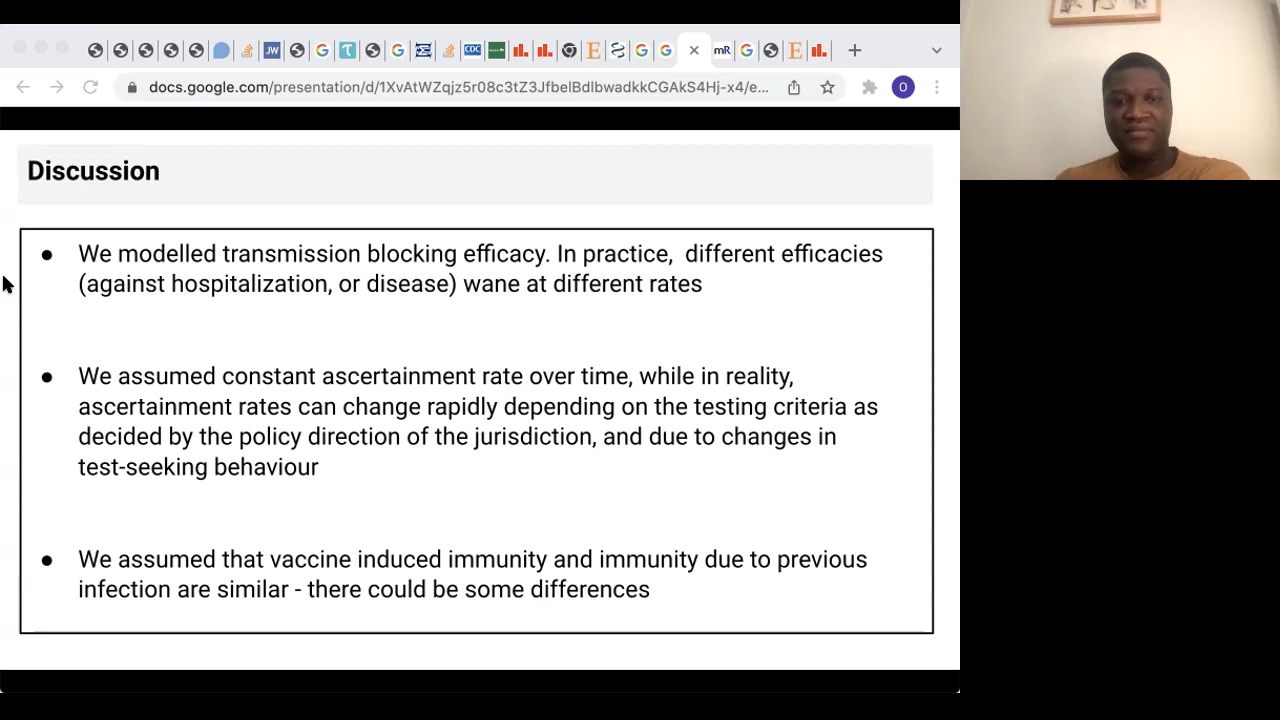 JW
CDC
E
mR
E
docs.google.com/presentation/d/1XvAtWZqjz5r08c3tZ3JfbelBdlbwadkkCGAkS4Hj-x4/e...
O
Discussion
● We modelled transmission blocking efficacy. In practice, different efficacies
(against hospitalization, or disease) wane at different rates
● We assumed constant ascertainment rate over time, while in reality,
ascertainment rates can change rapidly depending on the testing criteria as
decided by the policy direction of the jurisdiction, and due to changes in
test-seeking behaviour
● We assumed that vaccine induced immunity and immunity due to previous
infection are similar - there could be some differences